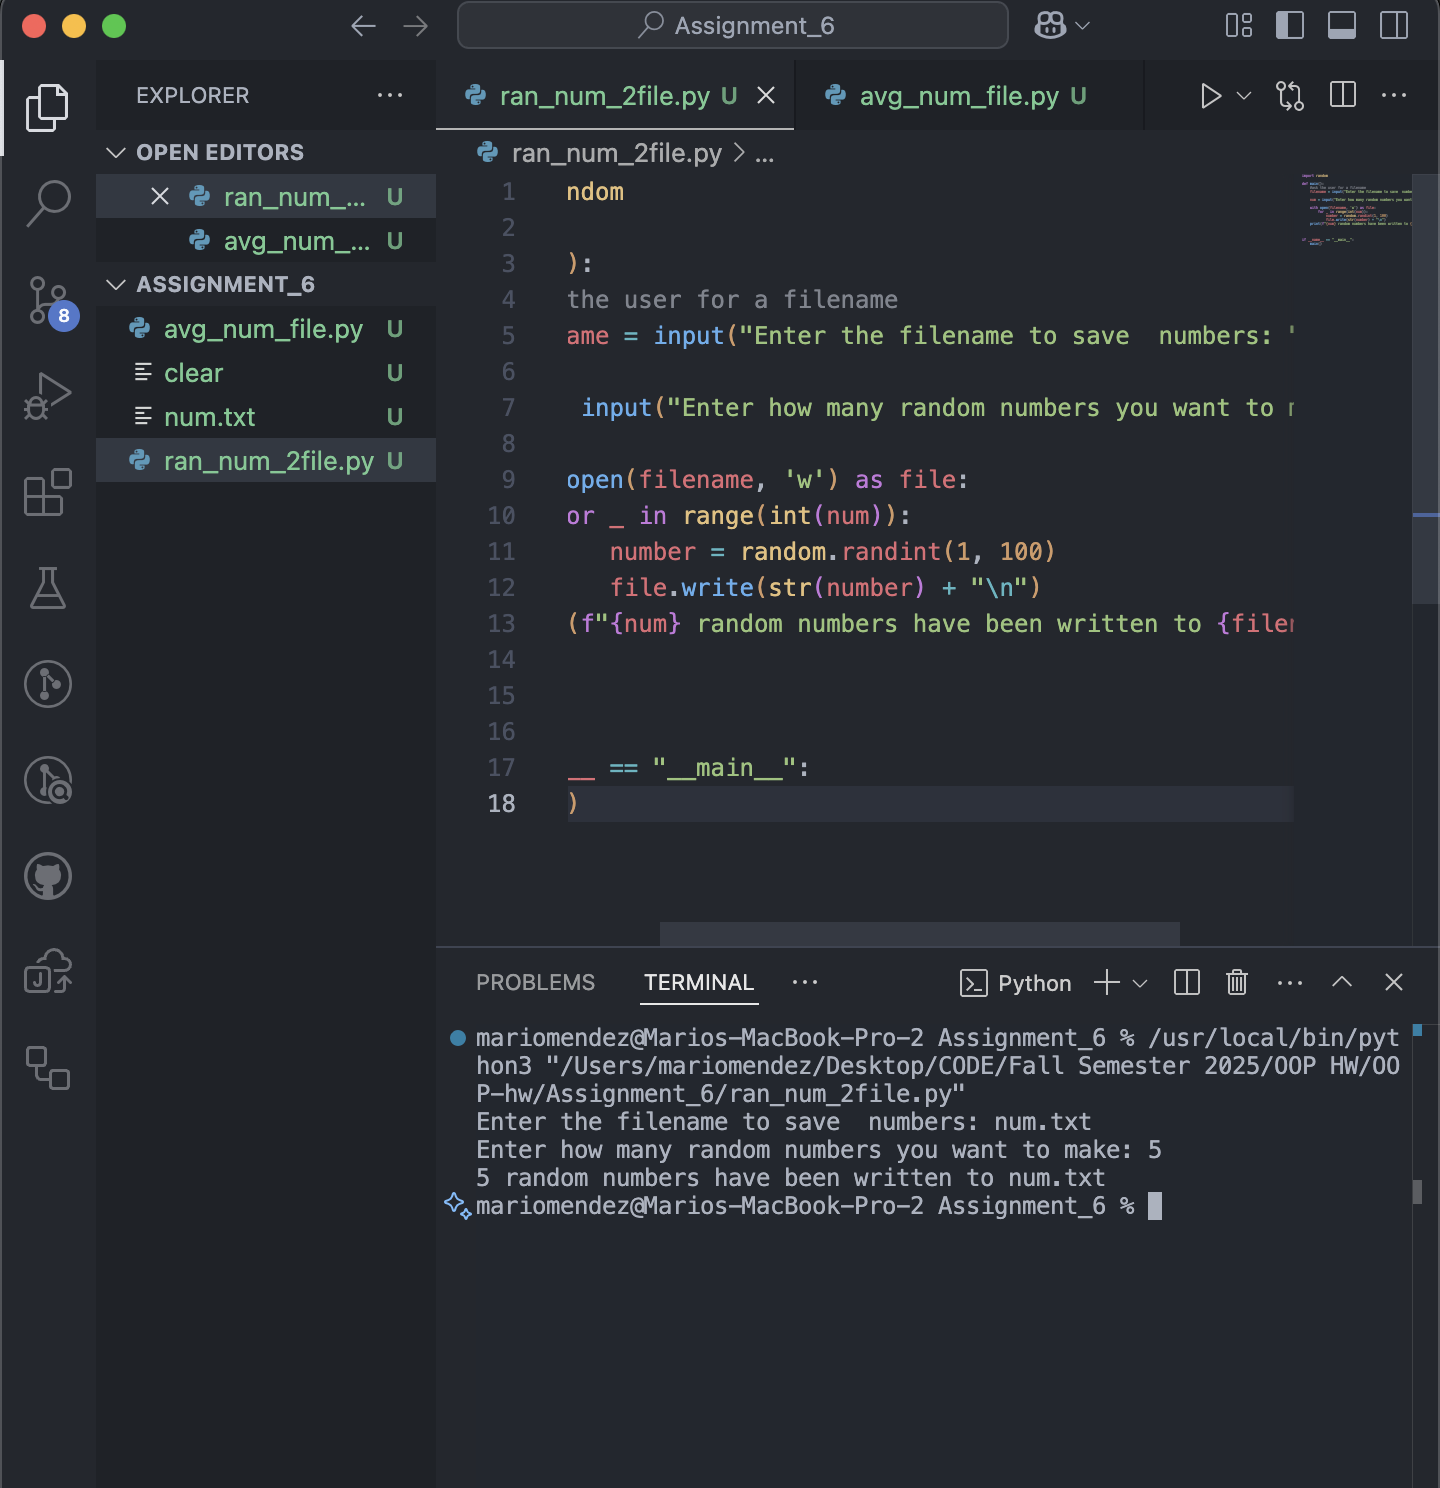 Assignment_6
EXPLORER
OPEN EDITORS
ran_num_... U
avg_num_... U
ASSIGNMENT_6
avg_num_file.py U
clear U
num.txt U
ran_num_2file.py U
8
ran_num_2file.py U
avg_num_file.py U
ran_num_2file.py > ...
1 ndom
2
3 ):
4 the user for a filename
5 ame = input("Enter the filename to save  numbers: "
6
7 input("Enter how many random numbers you want to
8
9 open(filename, 'w') as file:
10 or _ in range(int(num)):
11 number = random.randint(1, 100)
12 file.write(str(number) + "\n")
13 (f"{num} random numbers have been written to {filen
14
15
16
17 __ == "__main__":
18 )
PROBLEMS TERMINAL ... Python
mariomendez@Marios-MacBook-Pro-2 Assignment_6 % /usr/local/bin/pyt
hon3 "/Users/mariomendez/Desktop/CODE/Fall Semester 2025/OOP HW/OO
P-hw/Assignment_6/ran_num_2file.py"
Enter the filename to save  numbers: num.txt
Enter how many random numbers you want to make: 5
5 random numbers have been written to num.txt
mariomendez@Marios-MacBook-Pro-2 Assignment_6 %